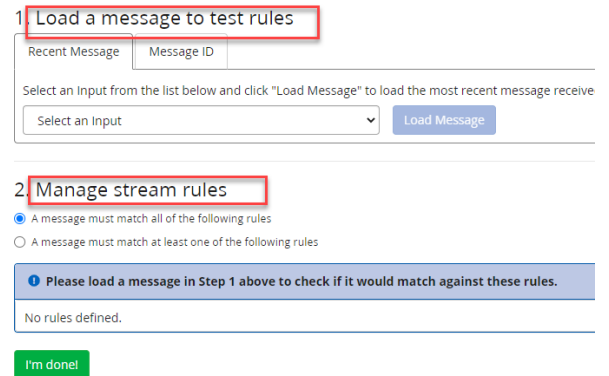 1. Load a message to test rules
Recent Message
Message ID
Select an Input from the list below and click "Load Message" to load the most recent message receive
Select an Input
Load Message
2. Manage stream rules
A message must match all of the following rules
A message must match at least one of the following rules
Please load a message in Step 1 above to check if it would match against these rules.
No rules defined.
I'm done!